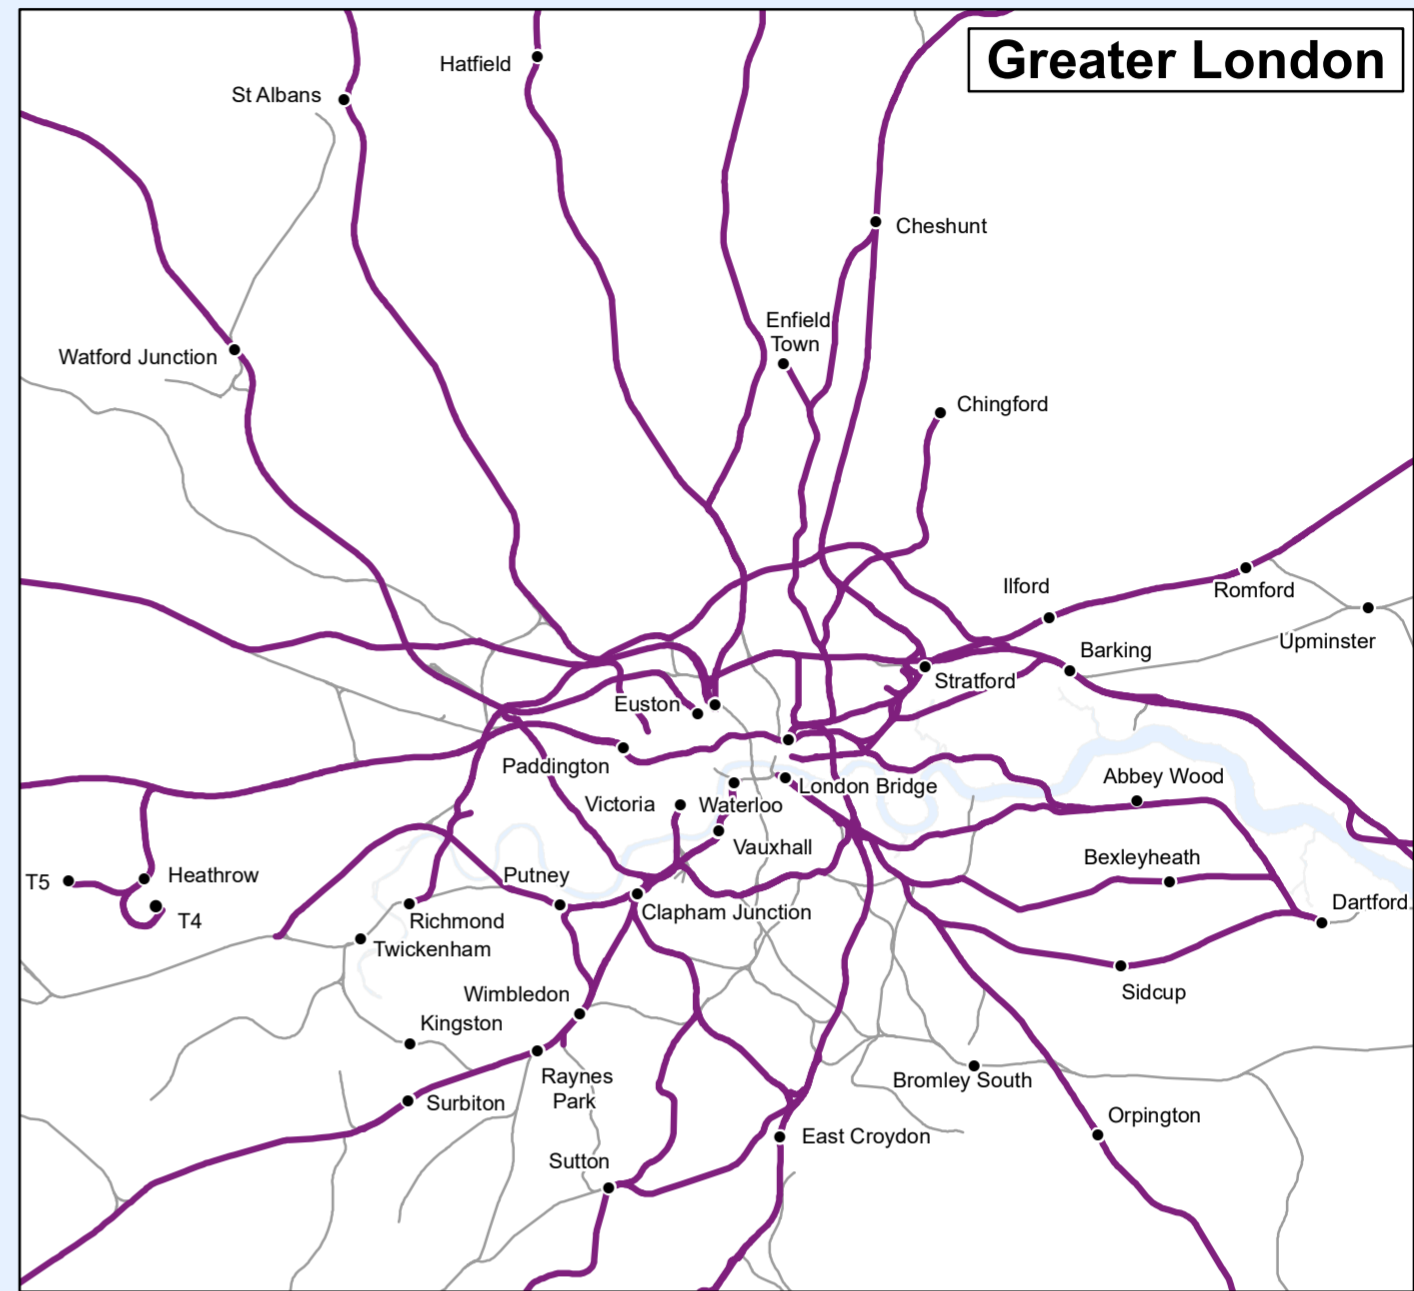 Greater London
Hatfield
St Albans
Cheshunt
Enfield
Town
Watford Junction
Chingford
Ilford
Romford
Upminster
Barking
Stratford
Euston
Paddington
Abbey Wood
London Bridge
Victoria
Waterloo
Vauxhall
Bexleyheath
Heathrow
T5
Putney
T4
Richmond
Clapham Junction
Dartford
Twickenham
Sidcup
Wimbledon
Kingston
Raynes
Park
Bromley South
Surbiton
Orpington
East Croydon
Sutton